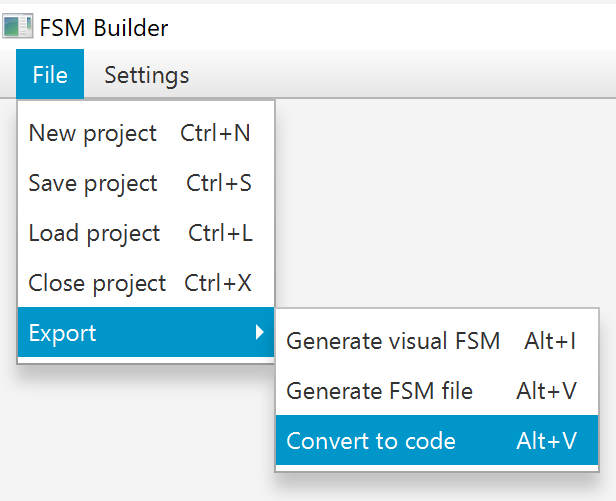 FSM Builder
File Settings
New project Ctrl+N
Save project Ctrl+S
Load project Ctrl+L
Close project Ctrl+X
Export
Generate visual FSM Alt+I
Generate FSM file Alt+V
Convert to code Alt+V